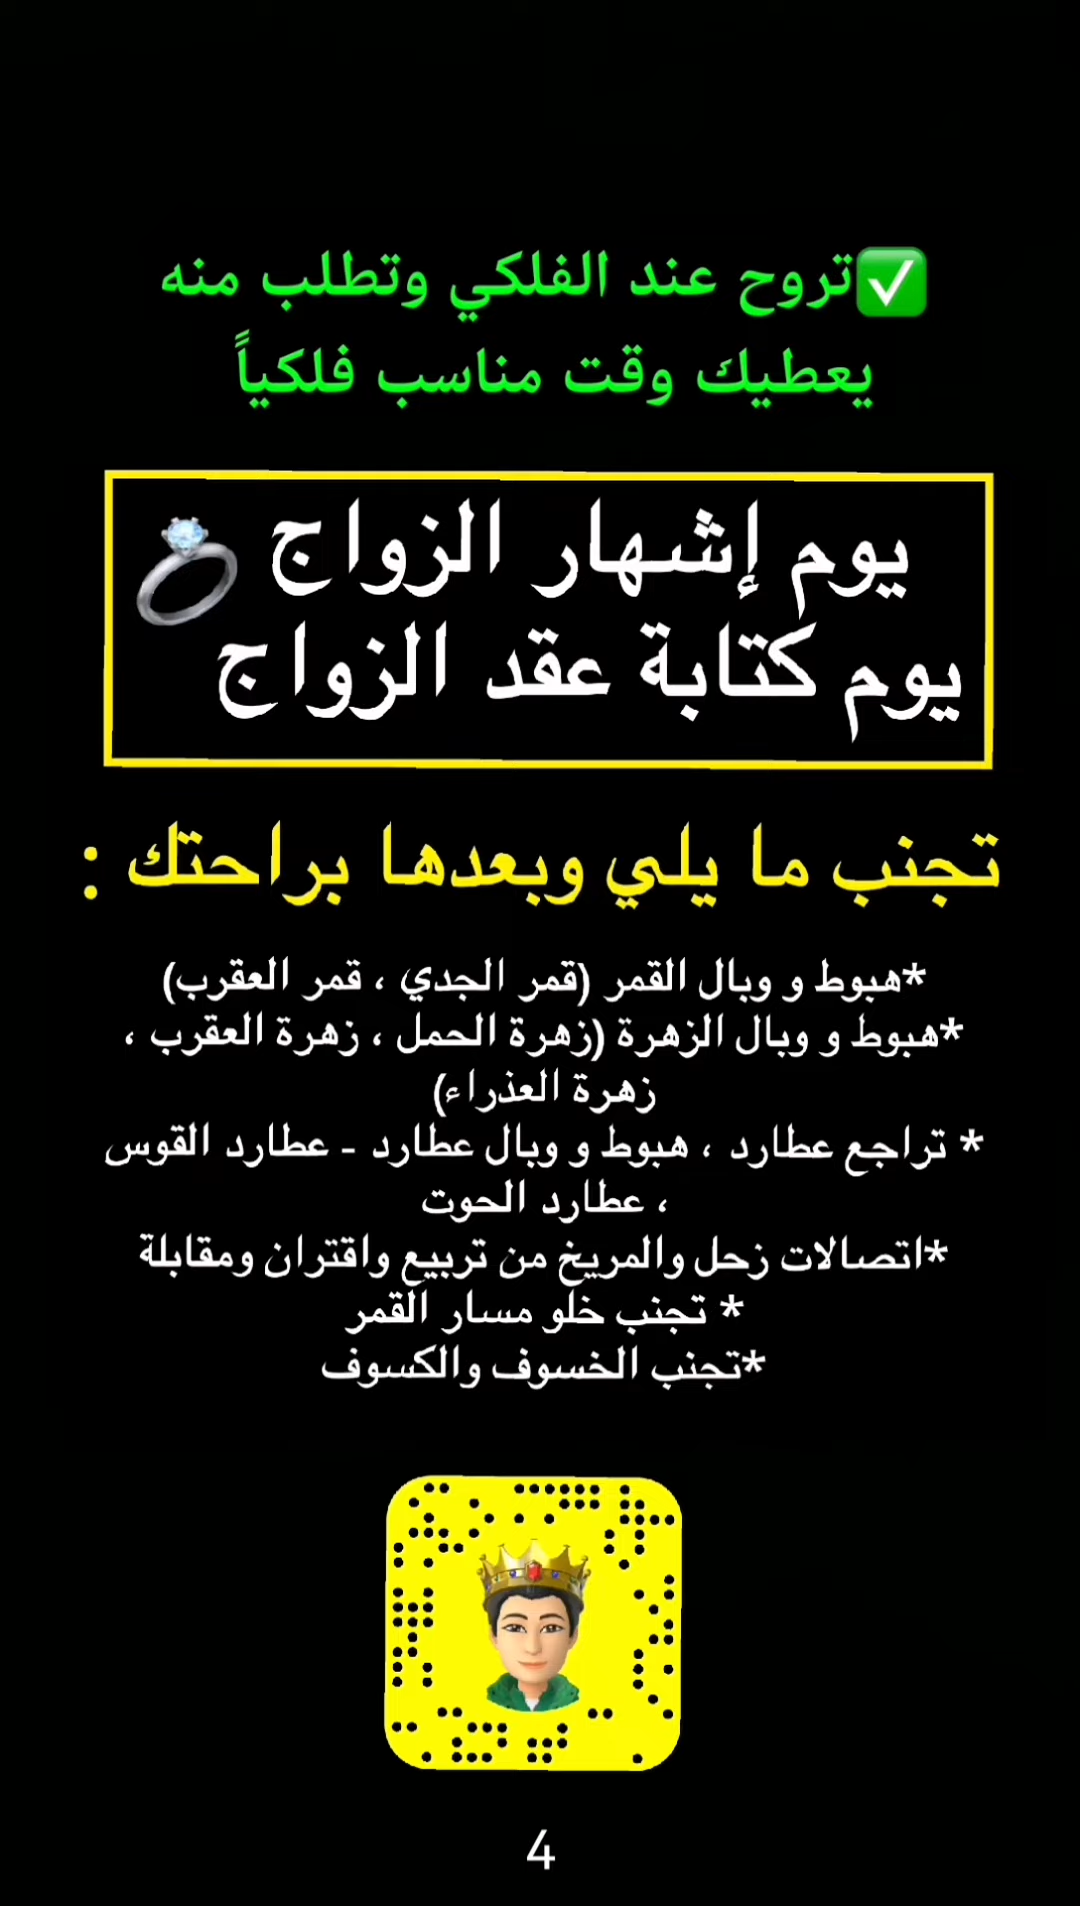 ✅تروح عند الفلكي وتطلب منه
يعطيك وقت مناسب فلكياً
يوم إشهار الزواج 💍
يوم كتابة عقد الزواج
تجنب ما يلي وبعدها براحتك :
*هبوط و وبال القمر (قمر الجدي ، قمر العقرب)
*هبوط و وبال الزهرة (زهرة الحمل ، زهرة العقرب ،
زهرة العذراء)
* تراجع عطارد ، هبوط و وبال عطارد - عطارد القوس
، عطارد الحوت
*اتصالات زحل والمريخ من تربيع واقتران ومقابلة
* تجنب خلو مسار القمر
*تجنب الخسوف والكسوف
4